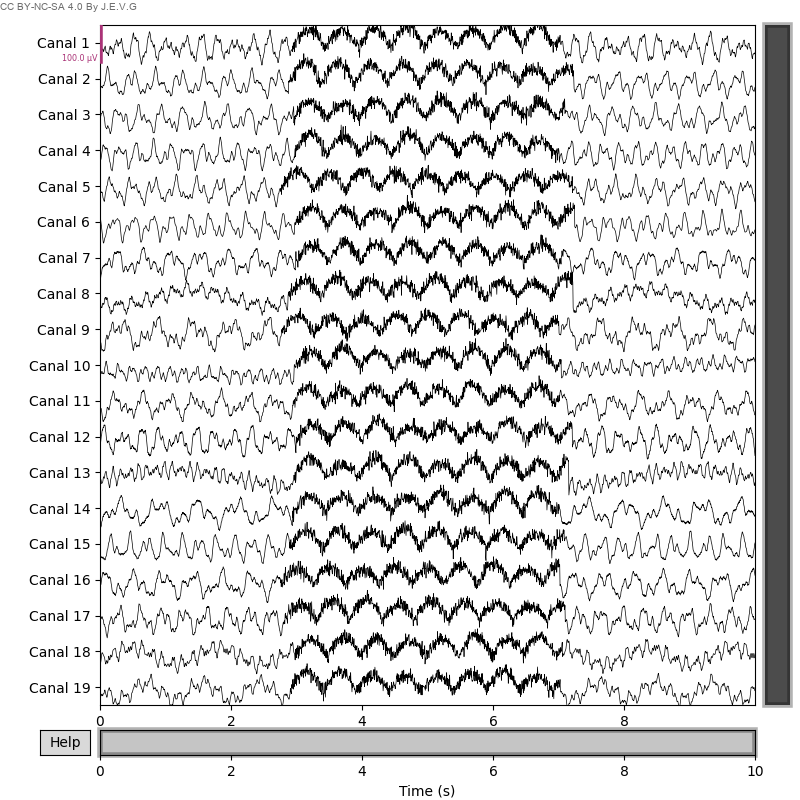 CC BY-NC-SA 4.0 By J.E.V.G
Canal 1
100.0 µV
Canal 2
Canal 3
Canal 4
Canal 5
Canal 6
Canal 7
Canal 8
Canal 9
Canal 10
Canal 11
Canal 12
Canal 13
Canal 14
Canal 15
Canal 16
Canal 17
Canal 18
Canal 19
0 2 4 6 8
Help
0 2 4 6 8 10
Time (s)